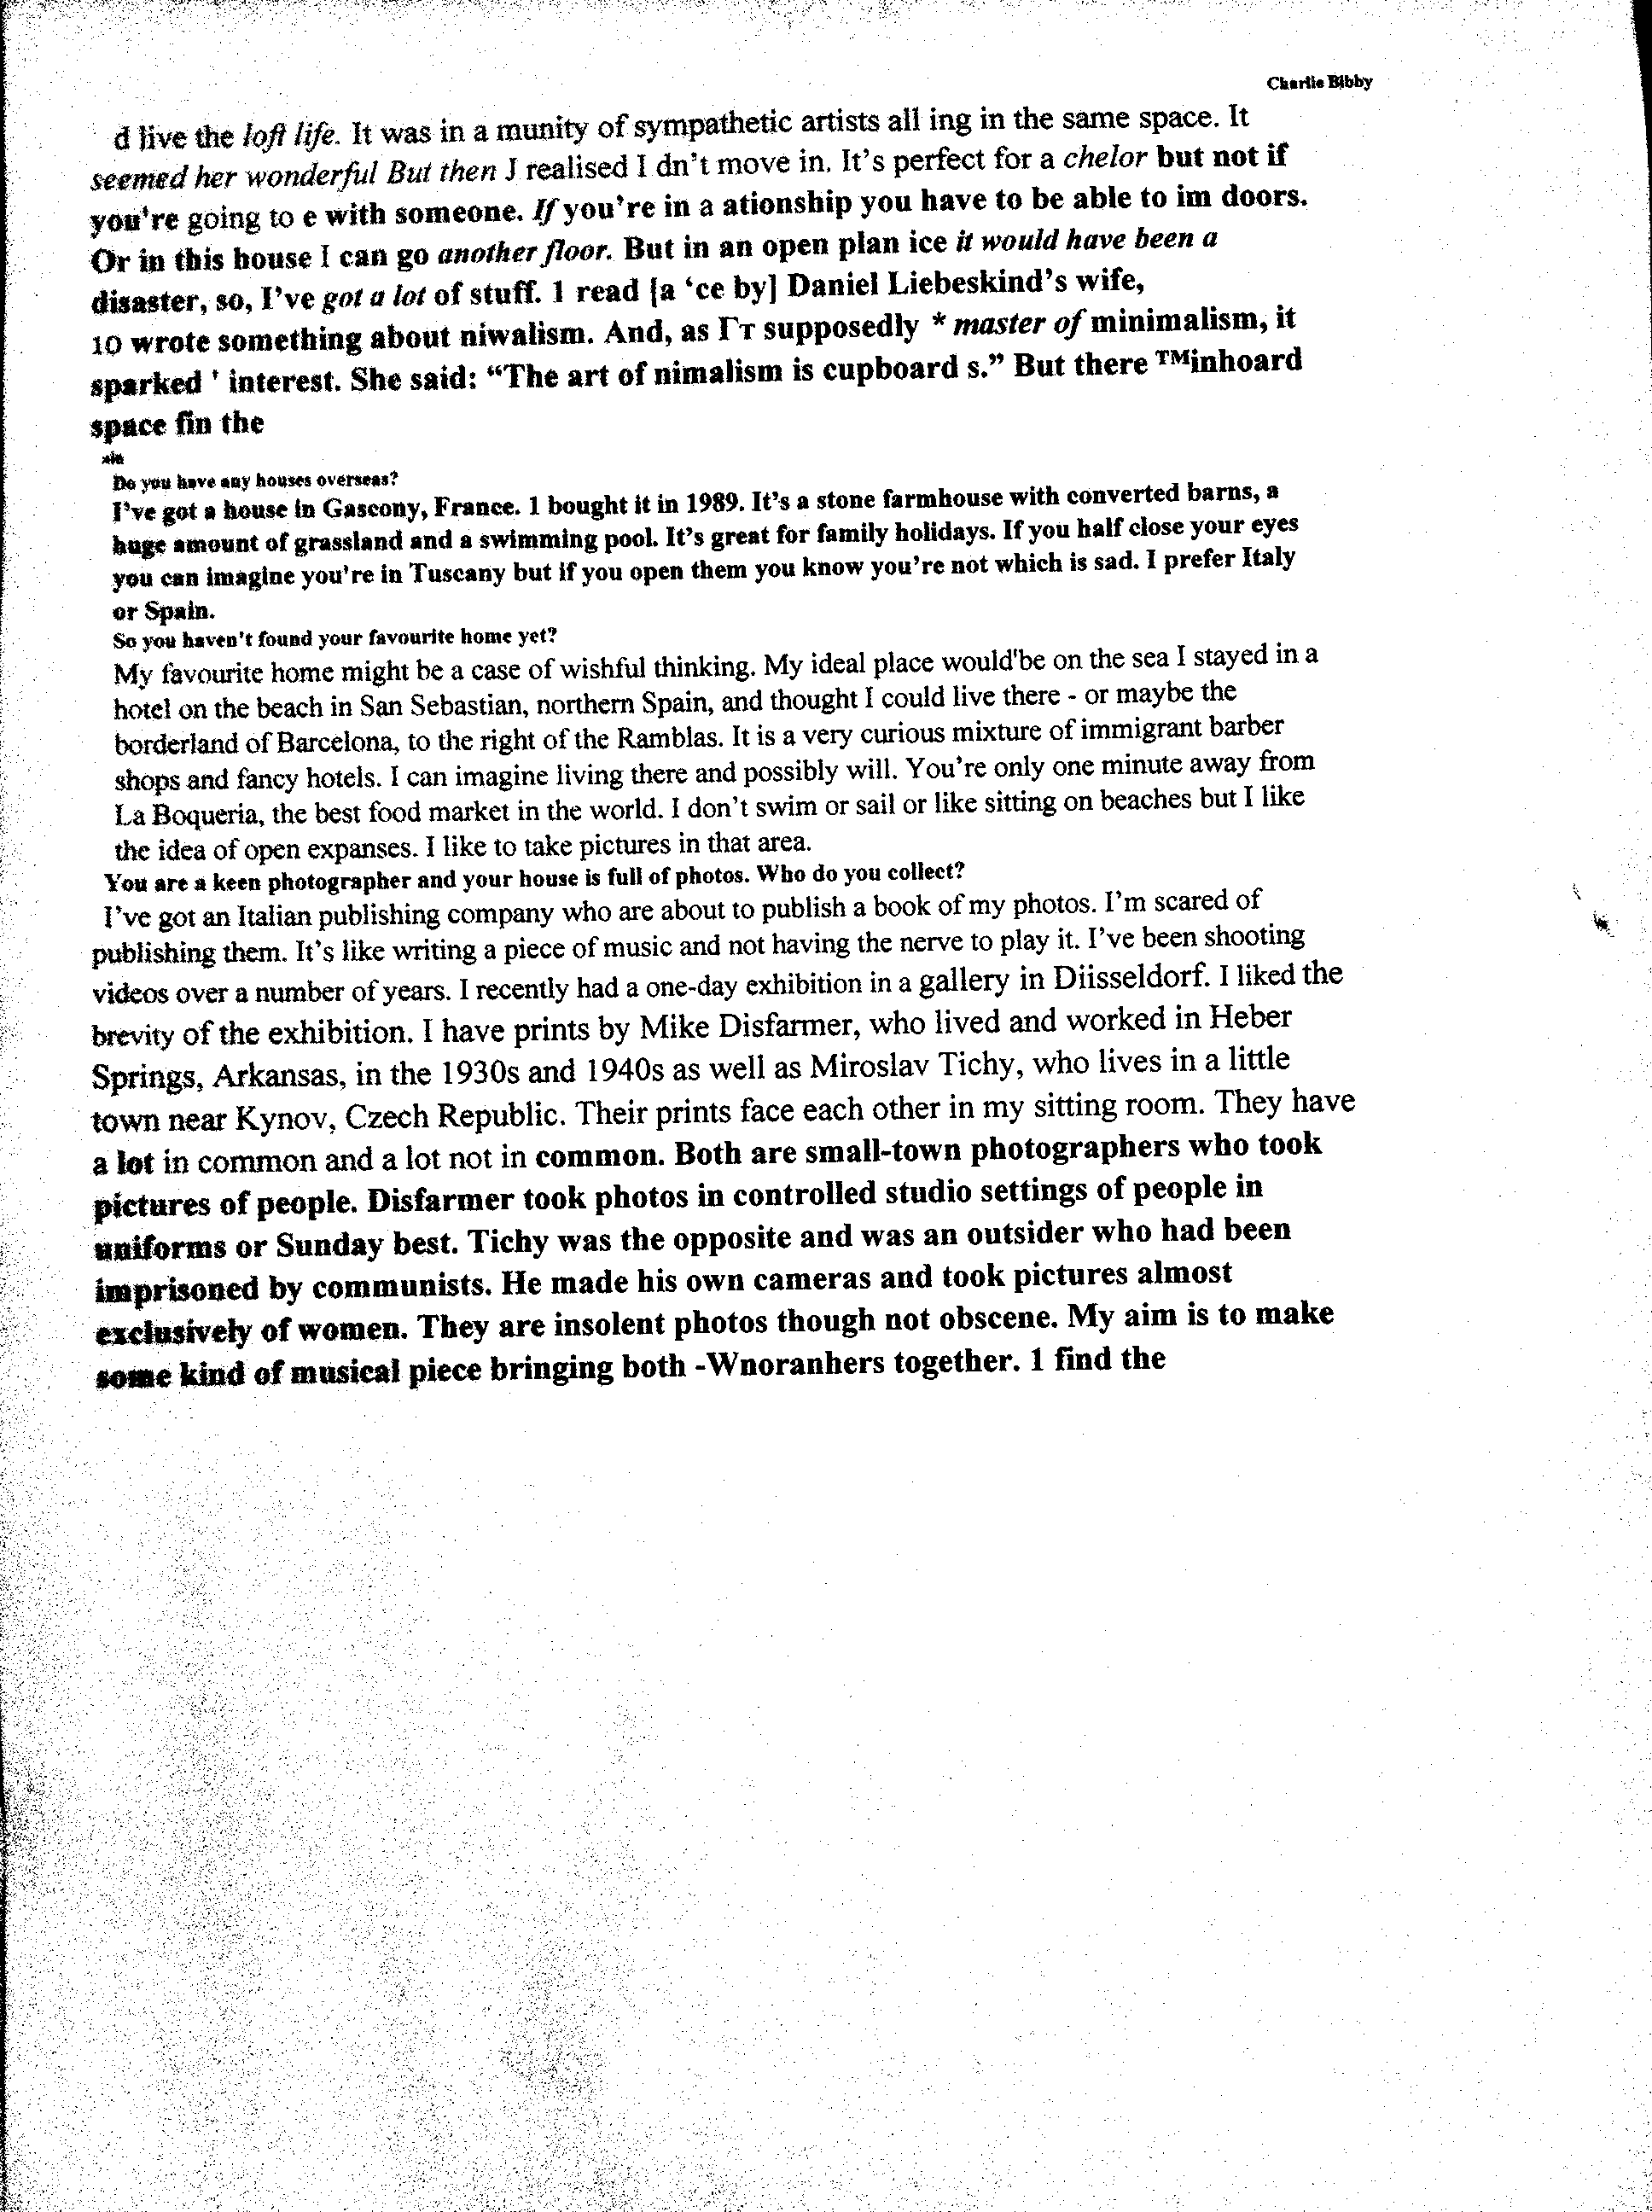 Charlie Bibby
d live the loft life. It was in a munity of sympathetic artists all ing in the same space. It
seemed her wonderful But then J realised I dn't move in. It's perfect for a chelor but not if
you're going to e with someone. If you're in a ationship you have to be able to im doors.
Or in this house I can go another floor. But in an open plan ice it would have been a
disaster, so, I've got a lot of stuff. 1 read [a ‘ce by] Daniel Liebeskind's wife,
10 wrote something about niwalism. And, as Гт supposedly * master of minimalism, it
sparked ' interest. She said: “The art of nimalism is cupboard s.” But there ™inhoard
space fin the
Do you have any houses overseas?
I've got a house in Gascony, France. 1 bought it in 1989. It's a stone farmhouse with converted barns, a
huge amount of grassland and a swimming pool. It's great for family holidays. If you half close your eyes
you can imagine you're in Tuscany but if you open them you know you're not which is sad. I prefer Italy
or Spain.
So you haven't found your favourite home yet?
My favourite home might be a case of wishful thinking. My ideal place would'be on the sea I stayed in a
hotel on the beach in San Sebastian, northern Spain, and thought I could live there - or maybe the
borderland of Barcelona, to the right of the Ramblas. It is a very curious mixture of immigrant barber
shops and fancy hotels. I can imagine living there and possibly will. You're only one minute away from
La Boqueria, the best food market in the world. I don't swim or sail or like sitting on beaches but I like
the idea of open expanses. I like to take pictures in that area.
You are a keen photographer and your house is full of photos. Who do you collect?
I've got an Italian publishing company who are about to publish a book of my photos. I'm scared of
publishing them. It's like writing a piece of music and not having the nerve to play it. I've been shooting
videos over a number of years. I recently had a one-day exhibition in a gallery in Diisseldorf. I liked the
brevity of the exhibition. I have prints by Mike Disfarmer, who lived and worked in Heber
Springs, Arkansas, in the 1930s and 1940s as well as Miroslav Tichy, who lives in a little
town near Kynov, Czech Republic. Their prints face each other in my sitting room. They have
a lot in common and a lot not in common. Both are small-town photographers who took
pictures of people. Disfarmer took photos in controlled studio settings of people in
uniforms or Sunday best. Tichy was the opposite and was an outsider who had been
imprisoned by communists. He made his own cameras and took pictures almost
exclusively of women. They are insolent photos though not obscene. My aim is to make
some kind of musical piece bringing both -Wnoranhers together. 1 find the